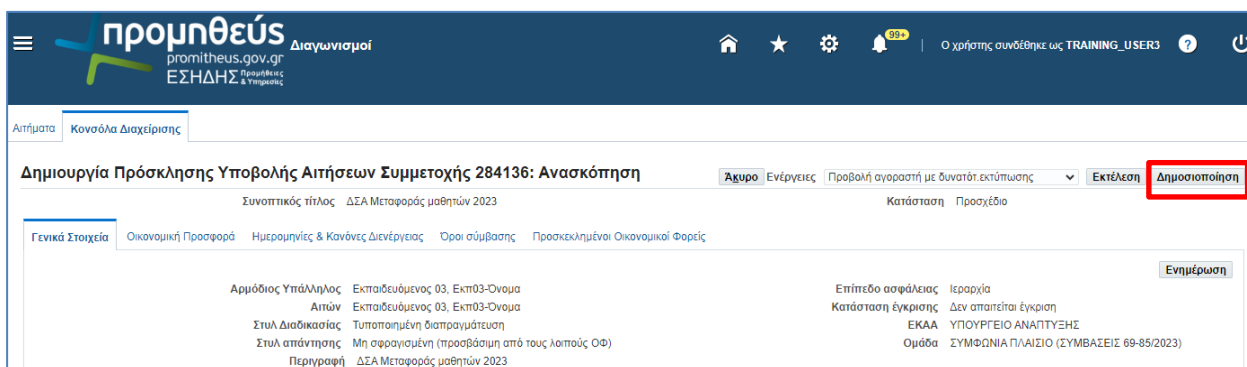 προμηθεύς
promitheus.gov.gr
ΕΣΗΔΗΣ Προμήθειες & Υπηρεσίες
Διαγωνισμοί
99+
Ο χρήστης συνδέθηκε ως TRAINING_USER3 ?
Αιτήματα Κονσόλα Διαχείρισης
Δημιουργία Πρόσκλησης Υποβολής Αιτήσεων Συμμετοχής 284136: Ανασκόπηση
Άκυρο Ενέργειες Προβολή αγοραστή με δυνατότ.εκτύπωσης Εκτέλεση Δημοσιοποίηση
Συνοπτικός τίτλος ΔΣΑ Μεταφοράς μαθητών 2023 Κατάσταση Προσχέδιο
Γενικά Στοιχεία Οικονομική Προσφορά Ημερομηνίες & Κανόνες Διενέργειας Όροι σύμβασης Προσκεκλημένοι Οικονομικοί Φορείς
Ενημέρωση
Αρμόδιος Υπάλληλος Εκπαιδευόμενος 03, Εκπ03-Όνομα Επίπεδο ασφάλειας Ιεραρχία
Αιτών Εκπαιδευόμενος 03, Εκπ03-Όνομα Κατάσταση έγκρισης Δεν απαιτείται έγκριση
Στυλ Διαδικασίας Τυποποιημένη διαπραγμάτευση ΕΚΑΑ ΥΠΟΥΡΓΕΙΟ ΑΝΑΠΤΥΞΗΣ
Στυλ απάντησης Μη σφραγισμένη (προσβάσιμη από τους λοιπούς ΟΦ) Ομάδα ΣΥΜΦΩΝΙΑ ΠΛΑΙΣΙΟ (ΣΥΜΒΑΣΕΙΣ 69-85/2023)
Περιγραφή ΔΣΑ Μεταφοράς μαθητών 2023